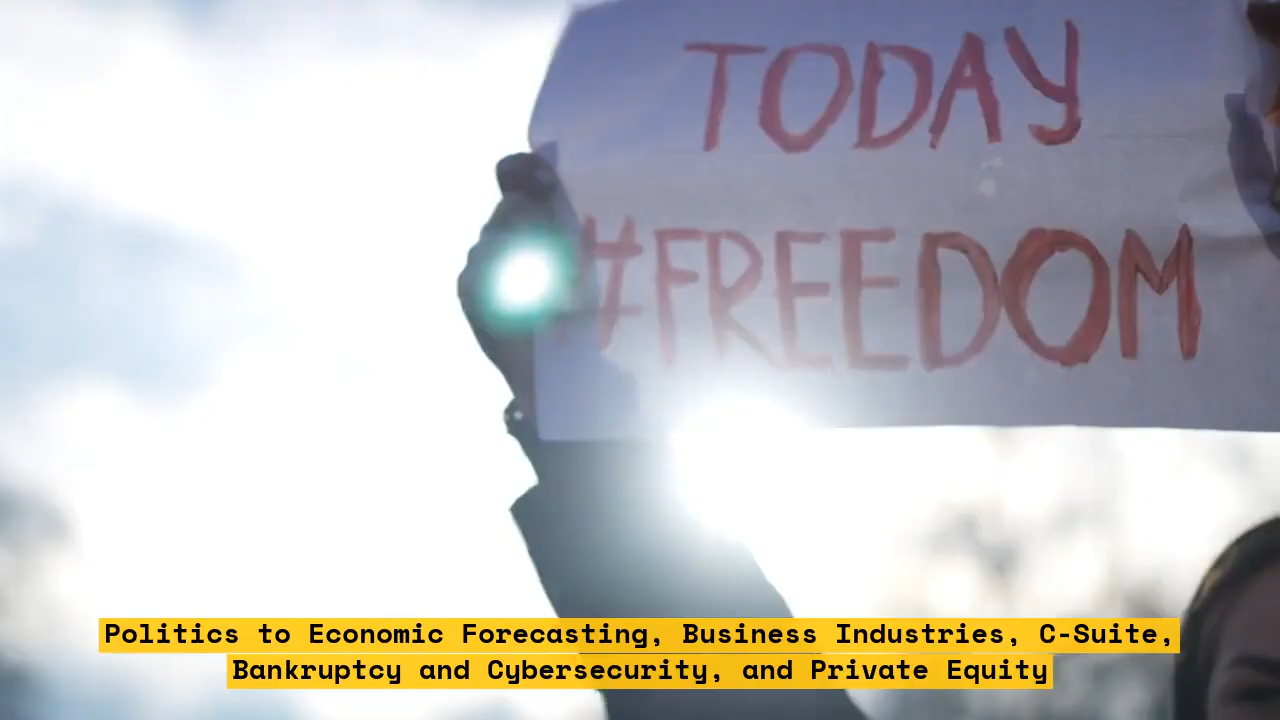 TODAY
#FREEDOM
Politics to Economic Forecasting, Business Industries, C-Suite,
Bankruptcy and Cybersecurity, and Private Equity